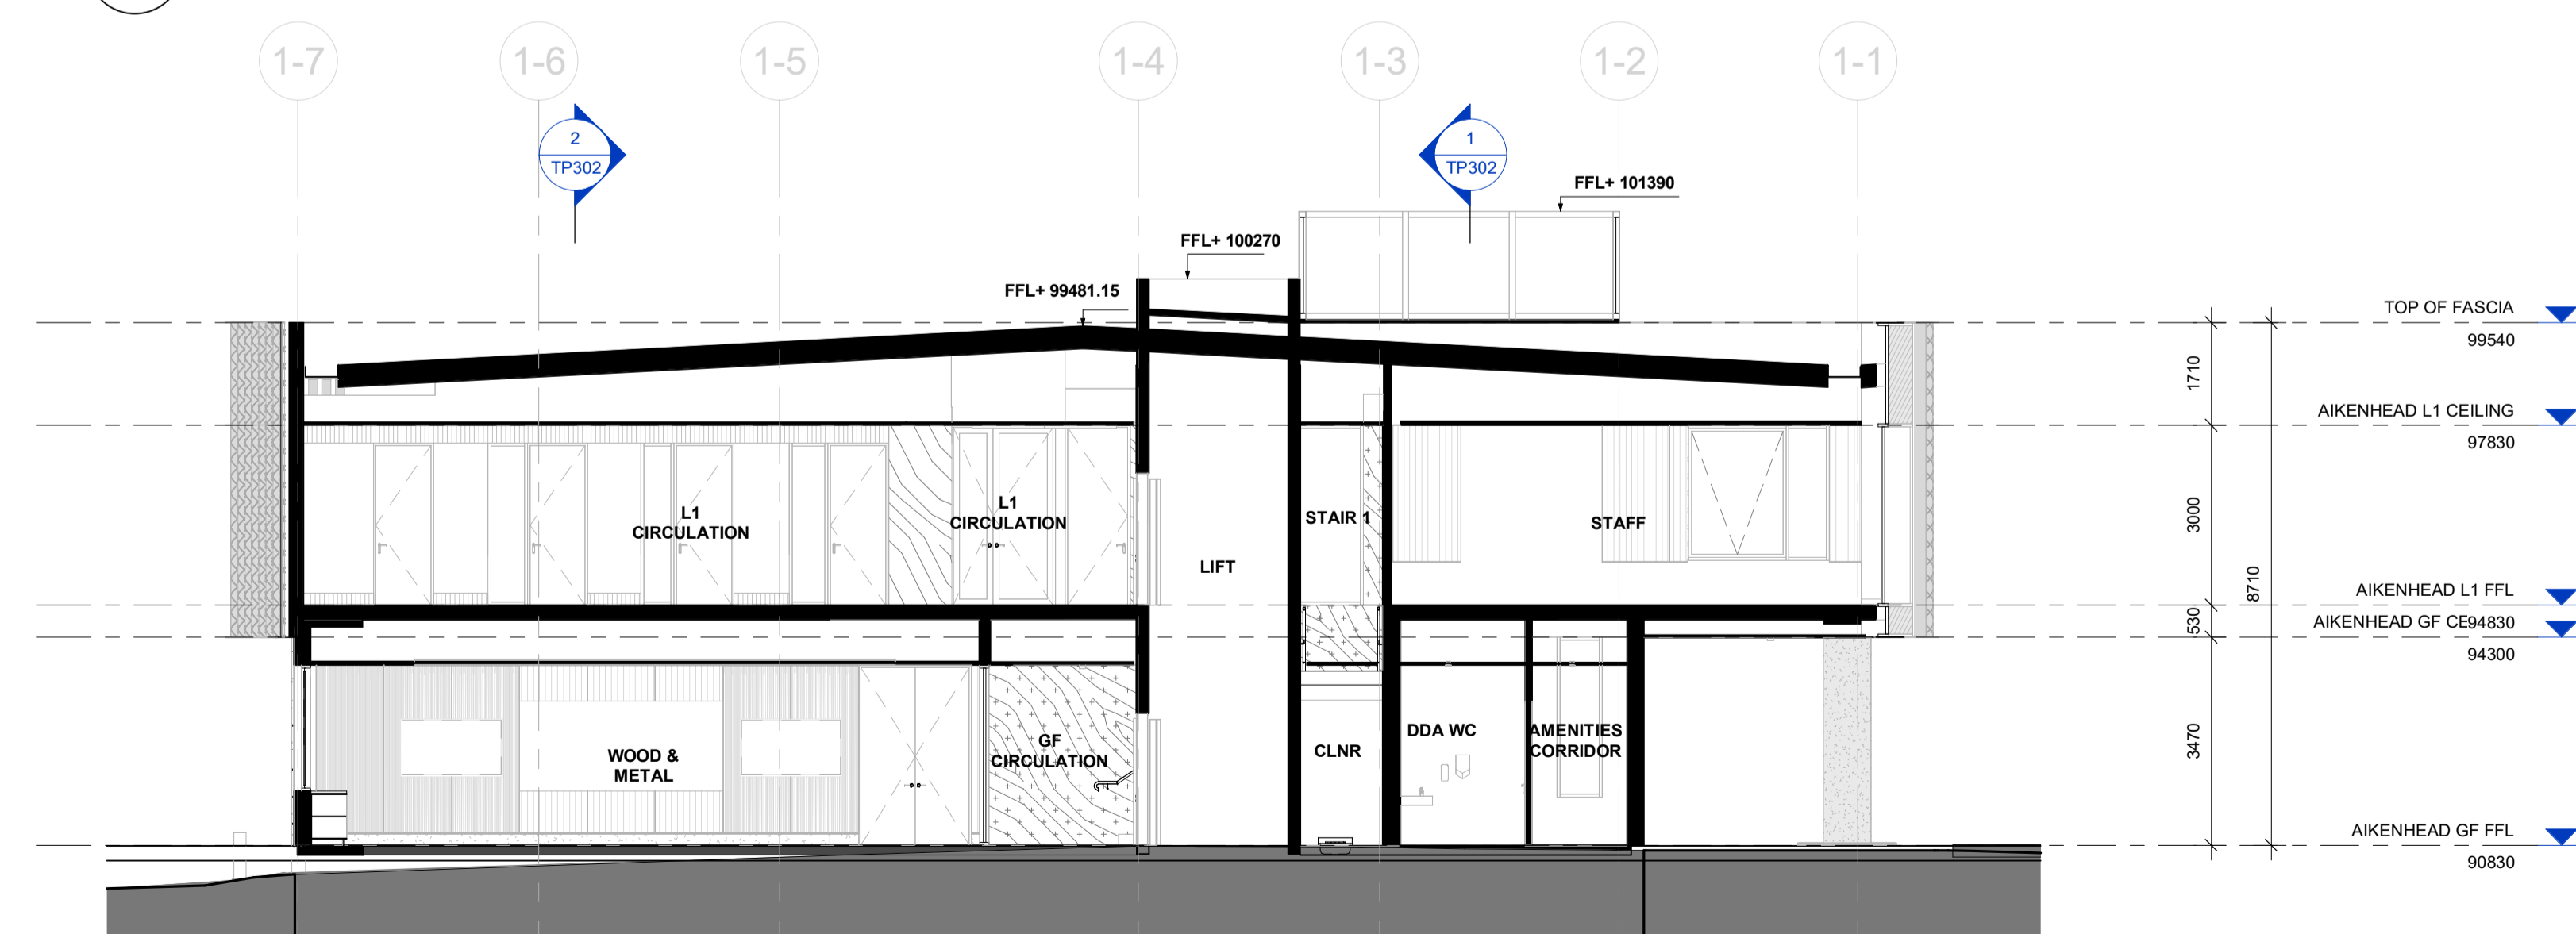 1-7
1-6
1-5
1-4
1-3
1-2
1-1
2
TP302
1
TP302
FFL+ 101390
FFL+ 100270
FFL+ 99481.15
TOP OF FASCIA
99540
1710
AIKENHEAD L1 CEILING
97830
3000
L1
CIRCULATION
L1
CIRCULATION
STAIR 1
STAFF
LIFT
8710
AIKENHEAD L1 FFL
530
AIKENHEAD GF CE94830
94300
WOOD &
METAL
GF
CIRCULATION
CLNR
DDA WC
AMENITIES
CORRIDOR
3470
AIKENHEAD GF FFL
90830